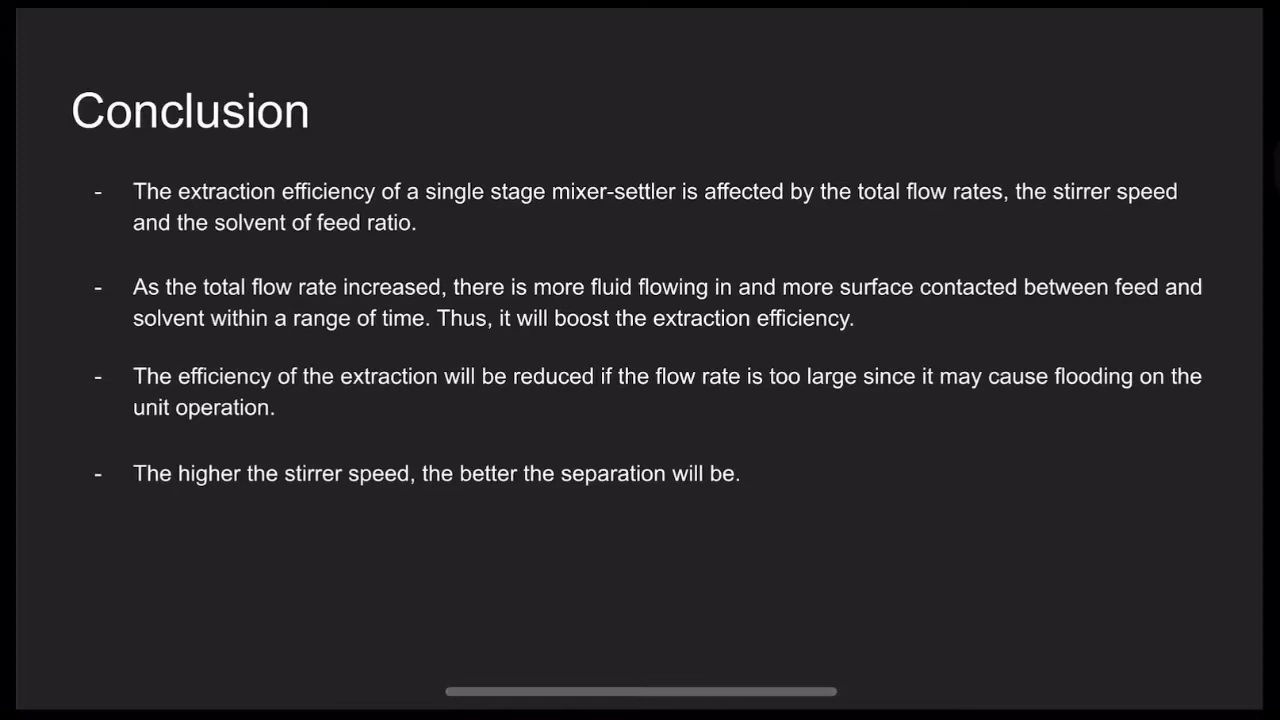 Conclusion
- The extraction efficiency of a single stage mixer-settler is affected by the total flow rates, the stirrer speed
and the solvent of feed ratio.
- As the total flow rate increased, there is more fluid flowing in and more surface contacted between feed and
solvent within a range of time. Thus, it will boost the extraction efficiency.
- The efficiency of the extraction will be reduced if the flow rate is too large since it may cause flooding on the
unit operation.
- The higher the stirrer speed, the better the separation will be.